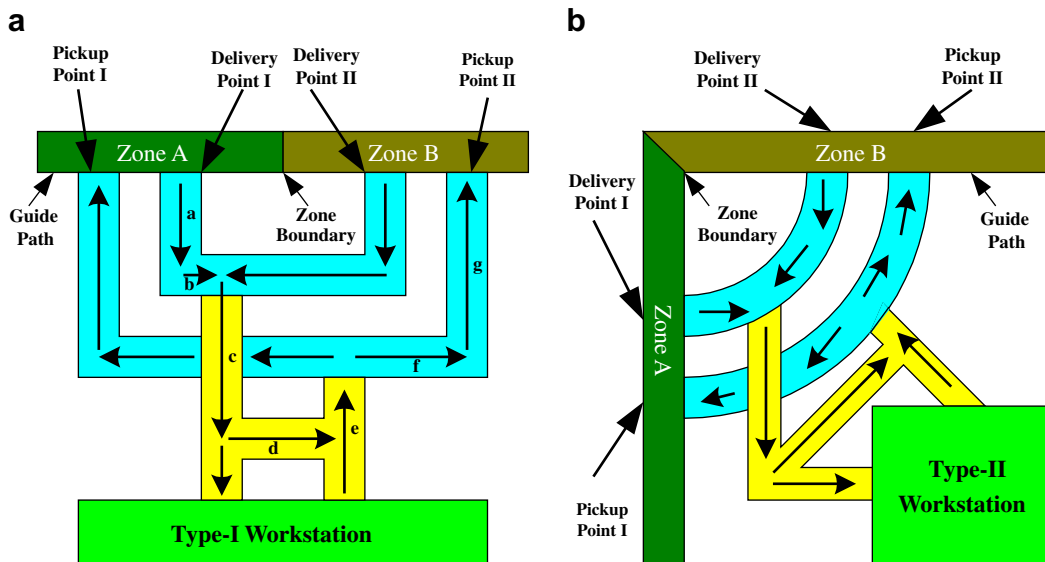 a
Pickup
Point I
Delivery
Point I
Delivery
Point II
Pickup
Point II
Zone A
Zone B
Guide
Path
Zone
Boundary
a
b
c
d
e
f
g
Type-I Workstation
b
Delivery
Point II
Pickup
Point II
Zone B
Delivery
Point I
Zone
Boundary
Guide
Path
Zone A
Pickup
Point I
Type-II
Workstation